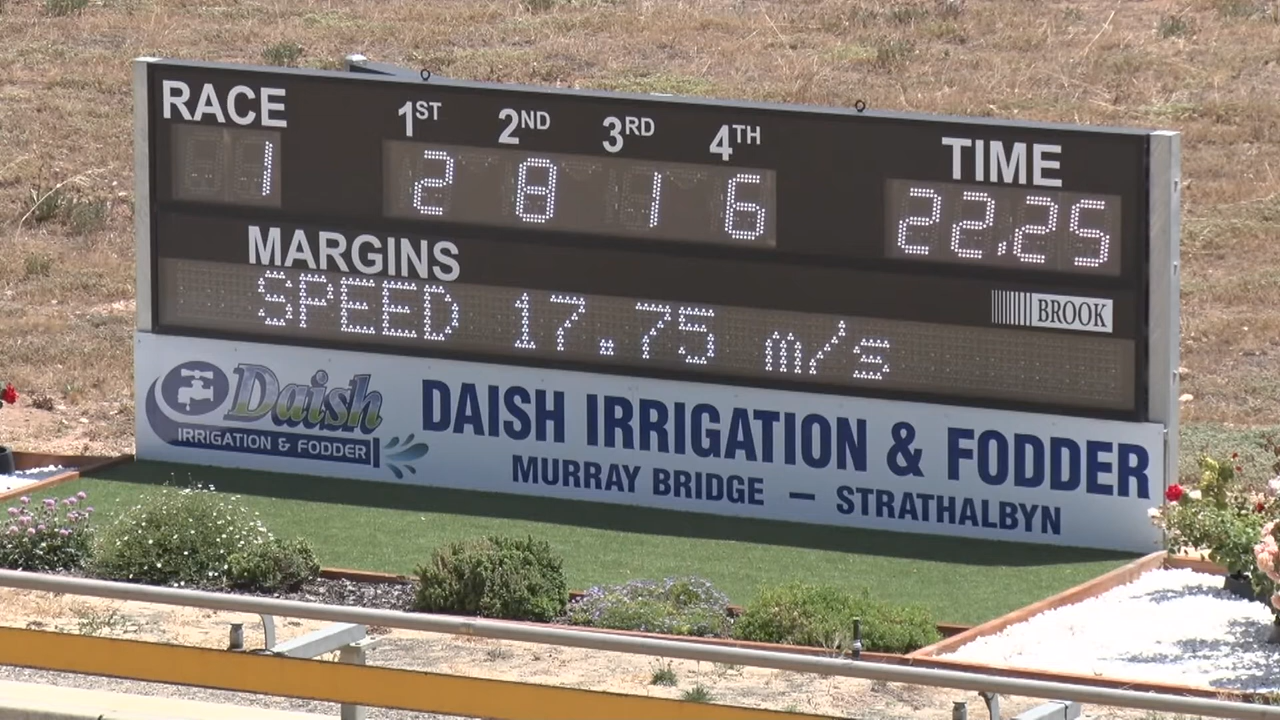 RACE 1ST 2ND 3RD 4TH TIME
1 2 8 1 6 22.25
MARGINS
BROOK
SPEED 17.75 m/s
Daish
IRRIGATION & FODDER
DAISH IRRIGATION & FODDER
MURRAY BRIDGE – STRATHALBYN